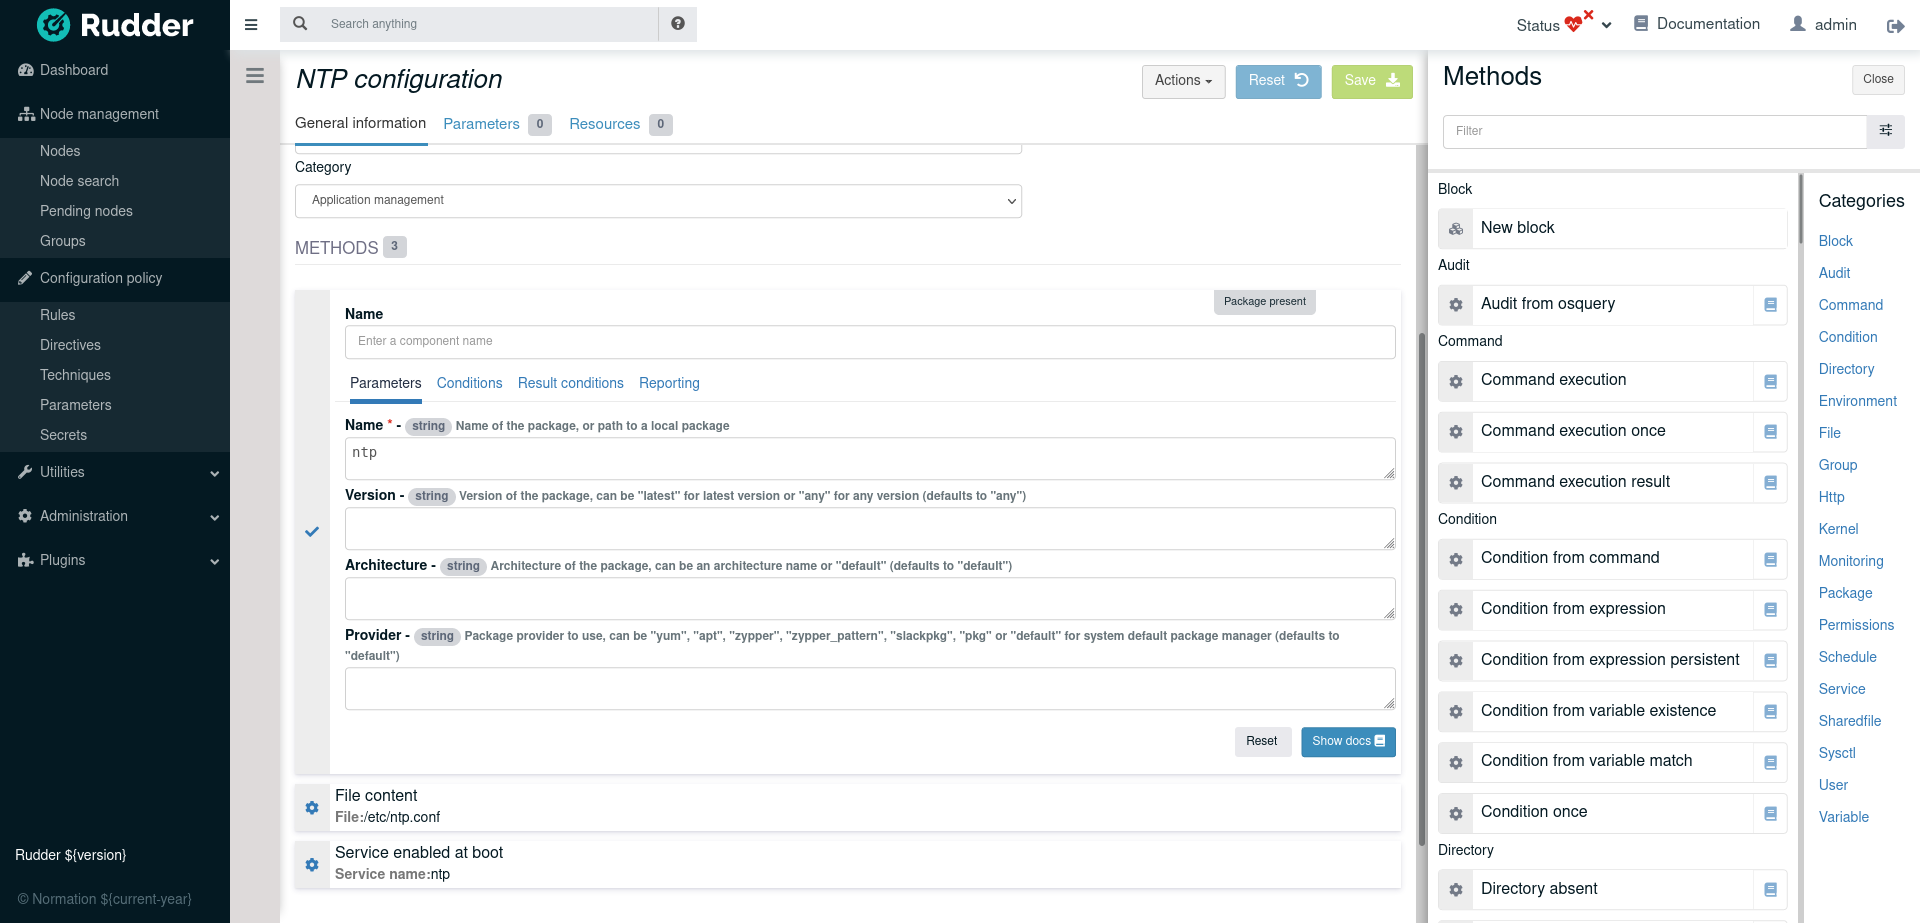 Rudder
Search anything
Status
Documentation
admin
Dashboard
Node management
Nodes
Node search
Pending nodes
Groups
Configuration policy
Rules
Directives
Techniques
Parameters
Secrets
Utilities
Administration
Plugins
Rudder ${version}
© Normation ${current-year}
NTP configuration
Actions
Reset
Save
General information
Parameters 0
Resources 0
Category
Application management
METHODS 3
Package present
Name
Enter a component name
Parameters
Conditions
Result conditions
Reporting
Name * - string Name of the package, or path to a local package
ntp
Version - string Version of the package, can be "latest" for latest version or "any" for any version (defaults to "any")
Architecture - string Architecture of the package, can be an architecture name or "default" (defaults to "default")
Provider - string Package provider to use, can be "yum", "apt", "zypper", "zypper_pattern", "slackpkg", "pkg" or "default" for system default package manager (defaults to
"default")
Reset
Show docs
File content
File:/etc/ntp.conf
Service enabled at boot
Service name:ntp
Methods
Close
Filter
Block
New block
Audit
Audit from osquery
Command
Command execution
Command execution once
Command execution result
Condition
Condition from command
Condition from expression
Condition from expression persistent
Condition from variable existence
Condition from variable match
Condition once
Directory
Directory absent
Categories
Block
Audit
Command
Condition
Directory
Environment
File
Group
Http
Kernel
Monitoring
Package
Permissions
Schedule
Service
Sharedfile
Sysctl
User
Variable